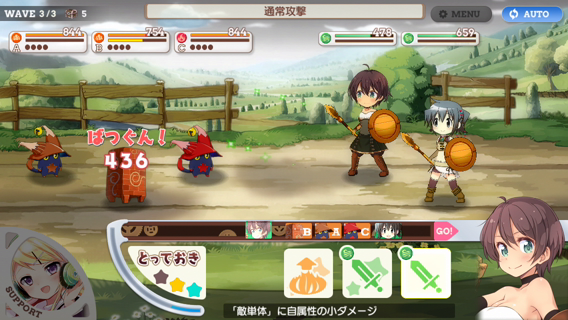 WAVE 3/3 5
通常攻撃
MENU
AUTO
844
754
844
478
659
A
B
C
ばつぐん!
436
B
A
C
GO!
とっておき
SUPPORT
「敵単体」に自属性の小ダメージ